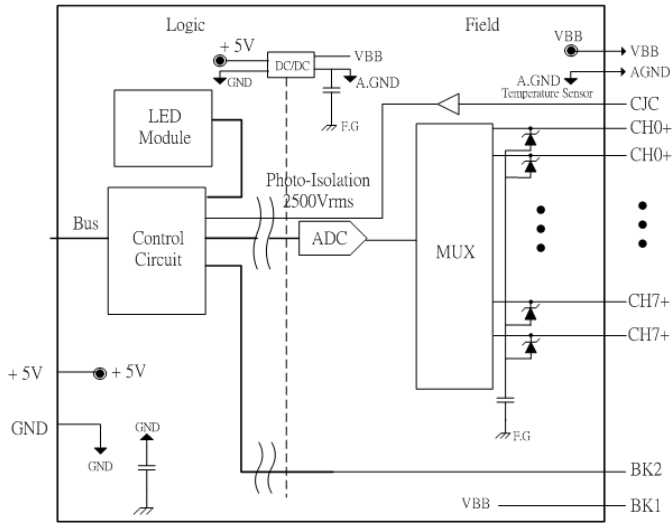 Logic
Field
+ 5V
VBB
VBB
VBB
DC/DC
GND
A.GND
AGND
A.GND
Temperature Sensor
CJC
F.G
LED
Module
CH0+
CH0+
Photo-Isolation
2500Vrms
Bus
Control
Circuit
ADC
MUX
CH7+
CH7+
+ 5V
+ 5V
GND
GND
GND
F.G
BK2
VBB
BK1